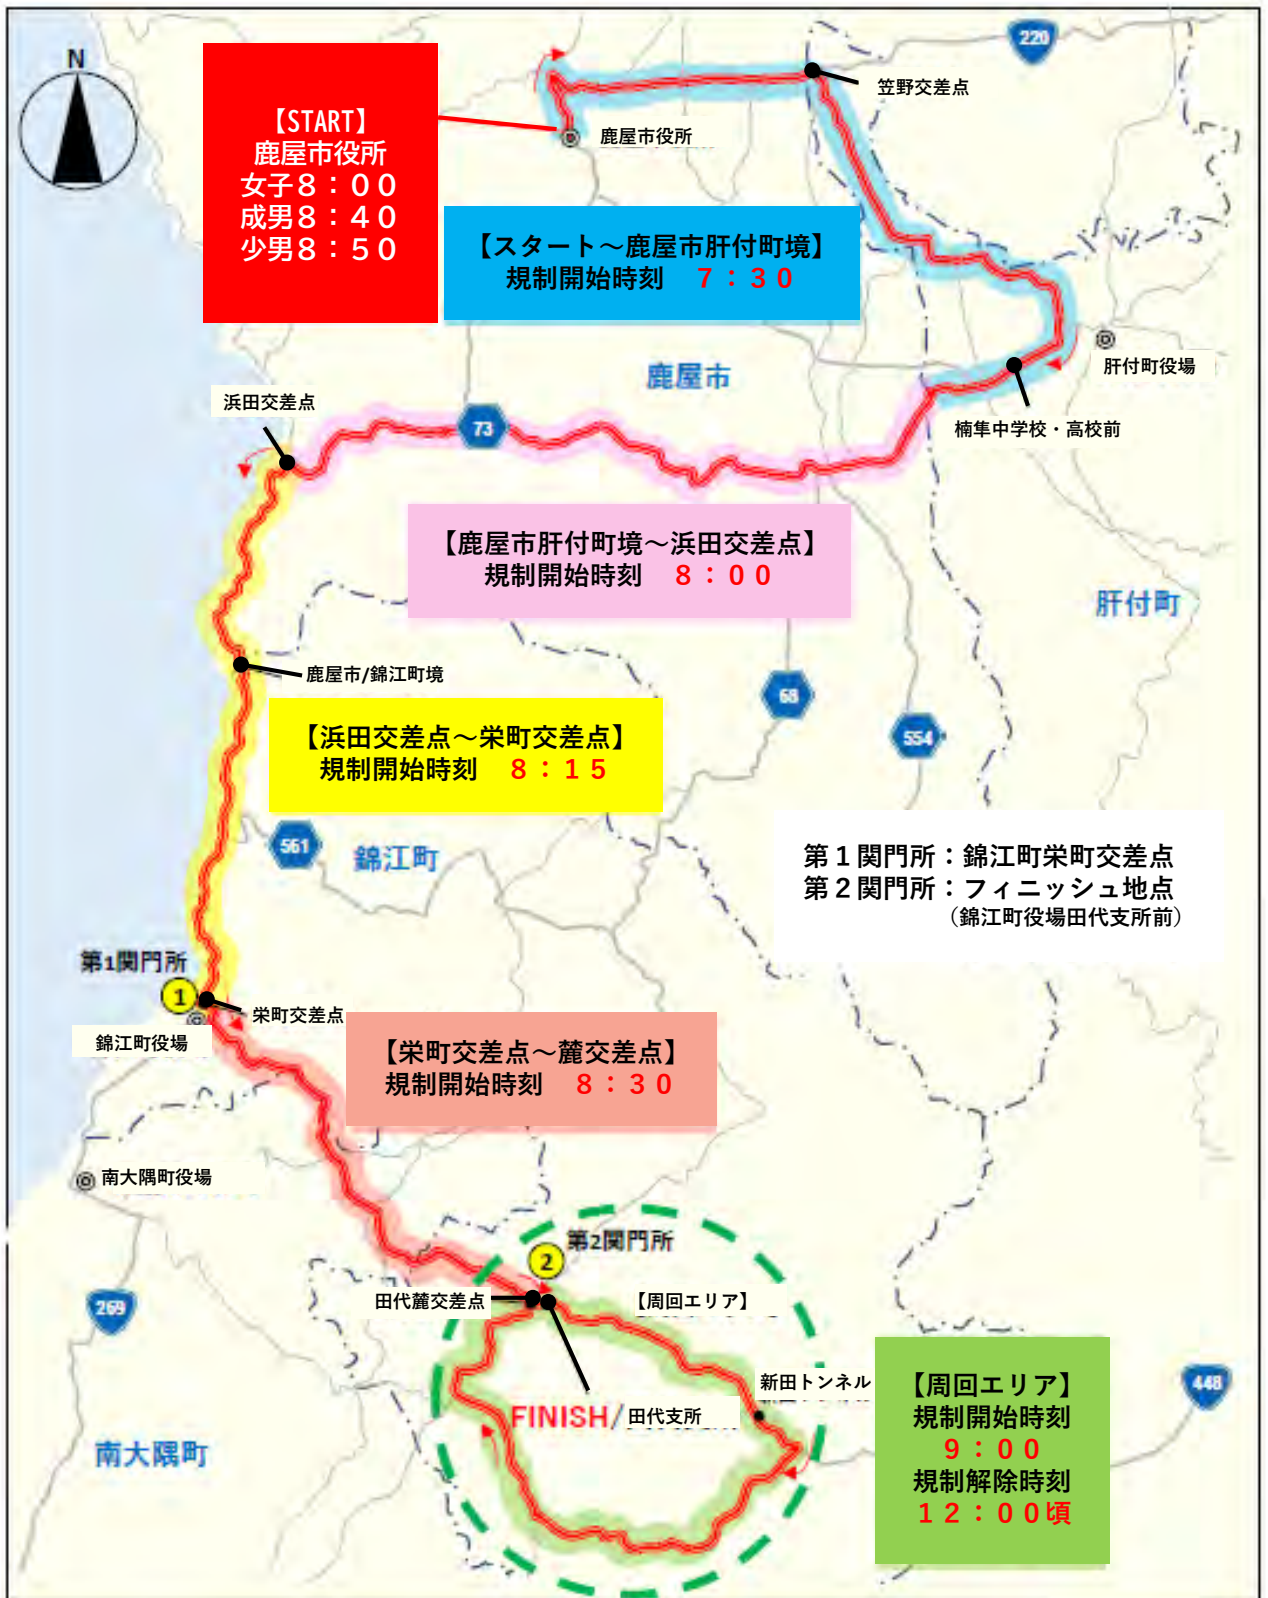 N
220
【START】
鹿屋市役所
女子８：００
成男８：４０
少男８：５０
笠野交差点
鹿屋市役所
【スタート～鹿屋市肝付町境】
規制開始時刻　７：３０
鹿屋市
肝付町役場
浜田交差点
73
楠隼中学校・高校前
【鹿屋市肝付町境～浜田交差点】
規制開始時刻　８：００
肝付町
鹿屋市/錦江町境
68
554
【浜田交差点～栄町交差点】
規制開始時刻　８：１５
561
錦江町
第１関門所：錦江町栄町交差点
第２関門所：フィニッシュ地点
（錦江町役場田代支所前）
第1関門所
1
栄町交差点
錦江町役場
【栄町交差点～麓交差点】
規制開始時刻　８：３０
南大隅町役場
第2関門所
2
田代麓交差点
【周回エリア】
269
新田トンネル
448
FINISH/田代支所
【周回エリア】
規制開始時刻
９：００
規制解除時刻
１２：００頃
南大隅町